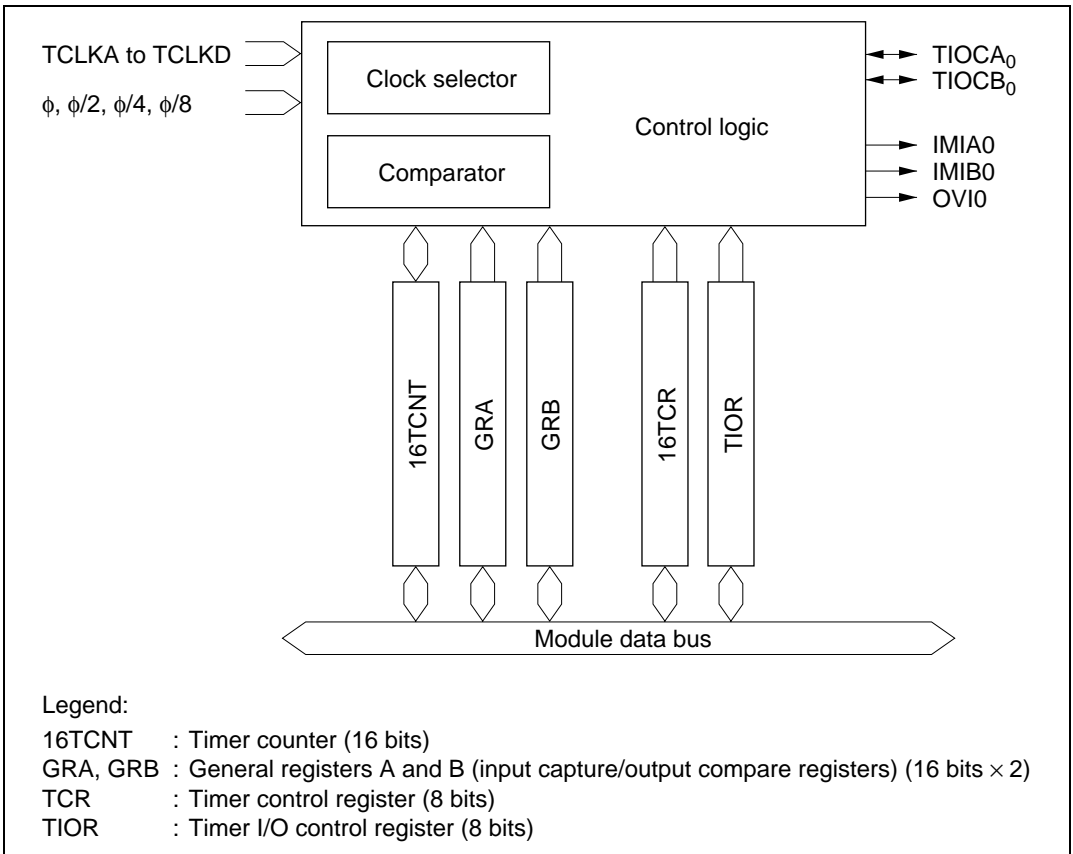 TCLKA to TCLKD
ϕ, ϕ/2, ϕ/4, ϕ/8
Clock selector
Comparator
Control logic
TIOCA₀
TIOCB₀
IMIA0
IMIB0
OVI0
16TCNT
GRA
GRB
16TCR
TIOR
Module data bus
Legend:
16TCNT : Timer counter (16 bits)
GRA, GRB : General registers A and B (input capture/output compare registers) (16 bits × 2)
TCR : Timer control register (8 bits)
TIOR : Timer I/O control register (8 bits)